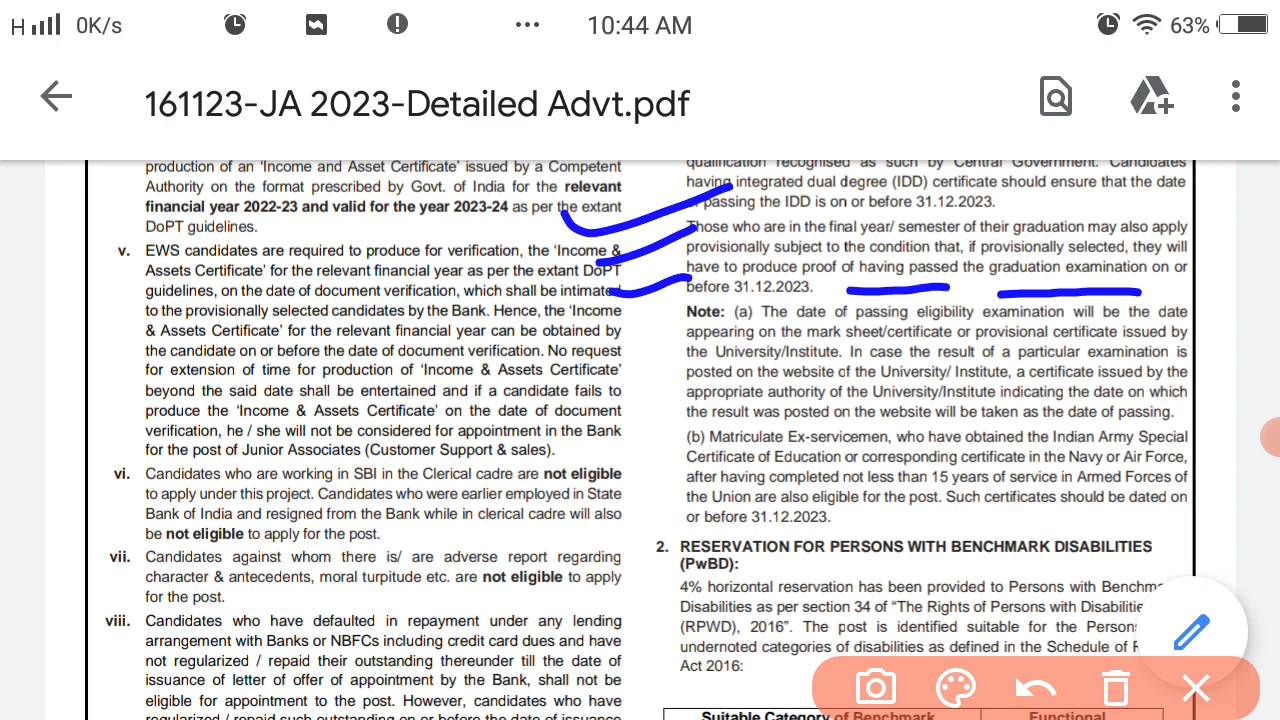 H 0K/s 10:44 AM 63%
161123-JA 2023-Detailed Advt.pdf
production of an 'Income and Asset Certificate' issued by a Competent
Authority on the format prescribed by Govt. of India for the relevant
financial year 2022-23 and valid for the year 2023-24 as per the extant
DoPT guidelines.
v. EWS candidates are required to produce for verification, the 'Income &
Assets Certificate' for the relevant financial year as per the extant DoPT
guidelines, on the date of document verification, which shall be intimated
to the provisionally selected candidates by the Bank. Hence, the 'Income
& Assets Certificate' for the relevant financial year can be obtained by
the candidate on or before the date of document verification. No request
for extension of time for production of 'Income & Assets Certificate'
beyond the said date shall be entertained and if a candidate fails to
produce the 'Income & Assets Certificate' on the date of document
verification, he / she will not be considered for appointment in the Bank
for the post of Junior Associates (Customer Support & sales).
vi. Candidates who are working in SBI in the Clerical cadre are not eligible
to apply under this project. Candidates who were earlier employed in State
Bank of India and resigned from the Bank while in clerical cadre will also
be not eligible to apply for the post.
vii. Candidates against whom there is/ are adverse report regarding
character & antecedents, moral turpitude etc. are not eligible to apply
for the post.
viii. Candidates who have defaulted in repayment under any lending
arrangement with Banks or NBFCs including credit card dues and have
not regularized / repaid their outstanding thereunder till the date of
issuance of letter of offer of appointment by the Bank, shall not be
eligible for appointment to the post. However, candidates who have
regularized / repaid such outstanding on or before the date of issuance
qualification recognised as such by Central Government. Candidates
having integrated dual degree (IDD) certificate should ensure that the date
of passing the IDD is on or before 31.12.2023.
Those who are in the final year/ semester of their graduation may also apply
provisionally subject to the condition that, if provisionally selected, they will
have to produce proof of having passed the graduation examination on or
before 31.12.2023.
Note: (a) The date of passing eligibility examination will be the date
appearing on the mark sheet/certificate or provisional certificate issued by
the University/Institute. In case the result of a particular examination is
posted on the website of the University/ Institute, a certificate issued by the
appropriate authority of the University/Institute indicating the date on which
the result was posted on the website will be taken as the date of passing.
(b) Matriculate Ex-servicemen, who have obtained the Indian Army Special
Certificate of Education or corresponding certificate in the Navy or Air Force,
after having completed not less than 15 years of service in Armed Forces of
the Union are also eligible for the post. Such certificates should be dated on
or before 31.12.2023.
2. RESERVATION FOR PERSONS WITH BENCHMARK DISABILITIES
(PwBD):
4% horizontal reservation has been provided to Persons with Benchm
Disabilities as per section 34 of "The Rights of Persons with Disabilitie
(RPWD), 2016". The post is identified suitable for the Person
undernoted categories of disabilities as defined in the Schedule of
Act 2016:
Suitable Category of Benchmark Functional